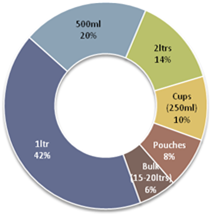 500ml
20%
2ltrs
14%
Cups
(250ml)
10%
Pouches
8%
Bulk
(15-20ltrs)
6%
1ltr
42%